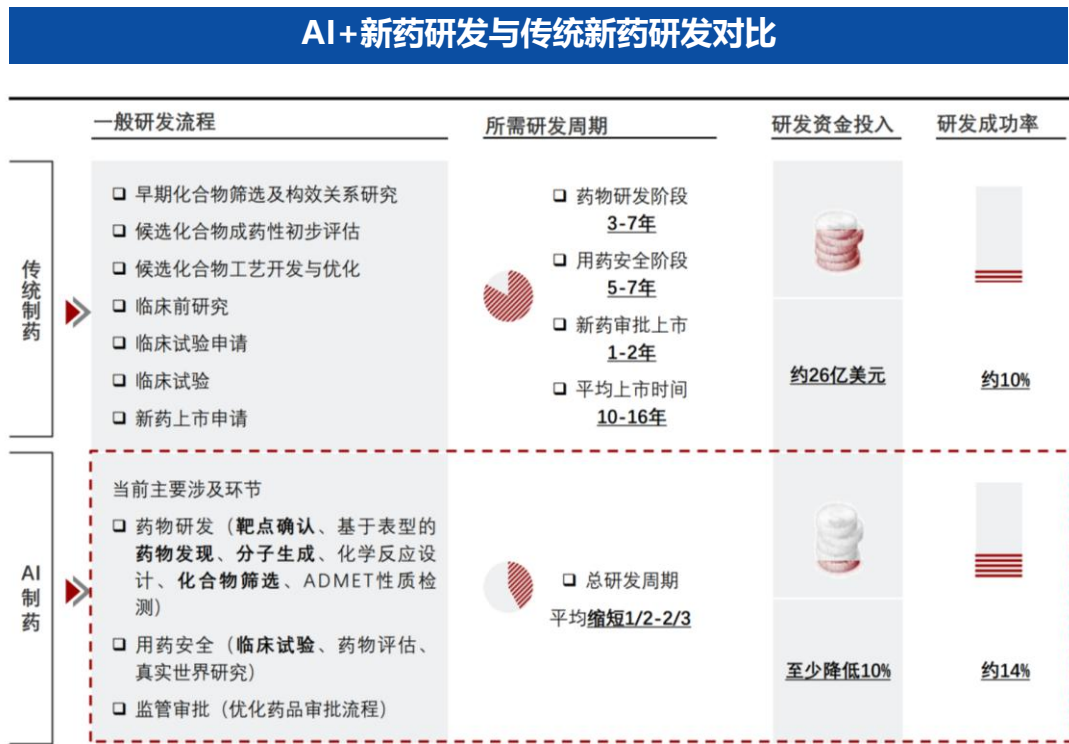 AI+新药研发与传统新药研发对比
一般研发流程
所需研发周期
研发资金投入
研发成功率
传统制药
早期化合物筛选及构效关系研究
候选化合物成药性初步评估
候选化合物工艺开发与优化
临床前研究
临床试验申请
临床试验
新药上市申请
药物研发阶段
3-7年
用药安全阶段
5-7年
新药审批上市
1-2年
平均上市时间
10-16年
约26亿美元
约10%
AI制药
当前主要涉及环节
药物研发（靶点确认、基于表型的
药物发现、分子生成、化学反应设
计、化合物筛选、ADMET性质检
测）
用药安全（临床试验、药物评估、
真实世界研究）
监管审批（优化药品审批流程）
总研发周期
平均缩短1/2-2/3
至少降低10%
约14%